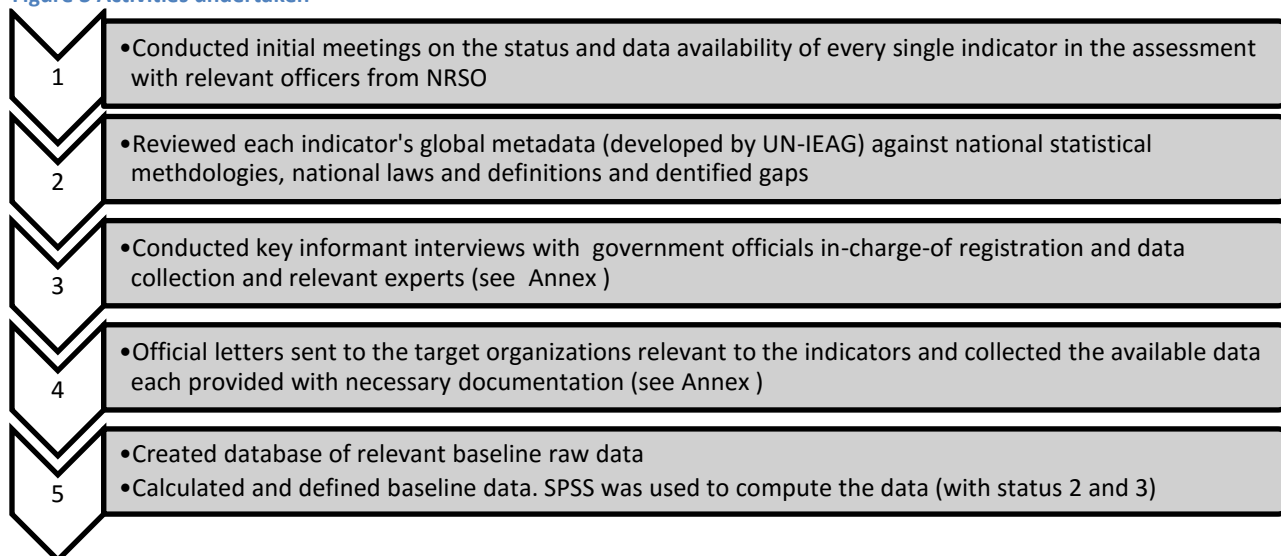 Figure 3 Activities undertaken
1
•Conducted initial meetings on the status and data availability of every single indicator in the assessment
with relevant officers from NRSO
2
•Reviewed each indicator's global metadata (developed by UN-IEAG) against national statistical
methdologies, national laws and definitions and dentified gaps
3
•Conducted key informant interviews with government officials in-charge-of registration and data
collection and relevant experts (see Annex )
4
•Official letters sent to the target organizations relevant to the indicators and collected the available data
each provided with necessary documentation (see Annex )
5
•Created database of relevant baseline raw data
•Calculated and defined baseline data. SPSS was used to compute the data (with status 2 and 3)